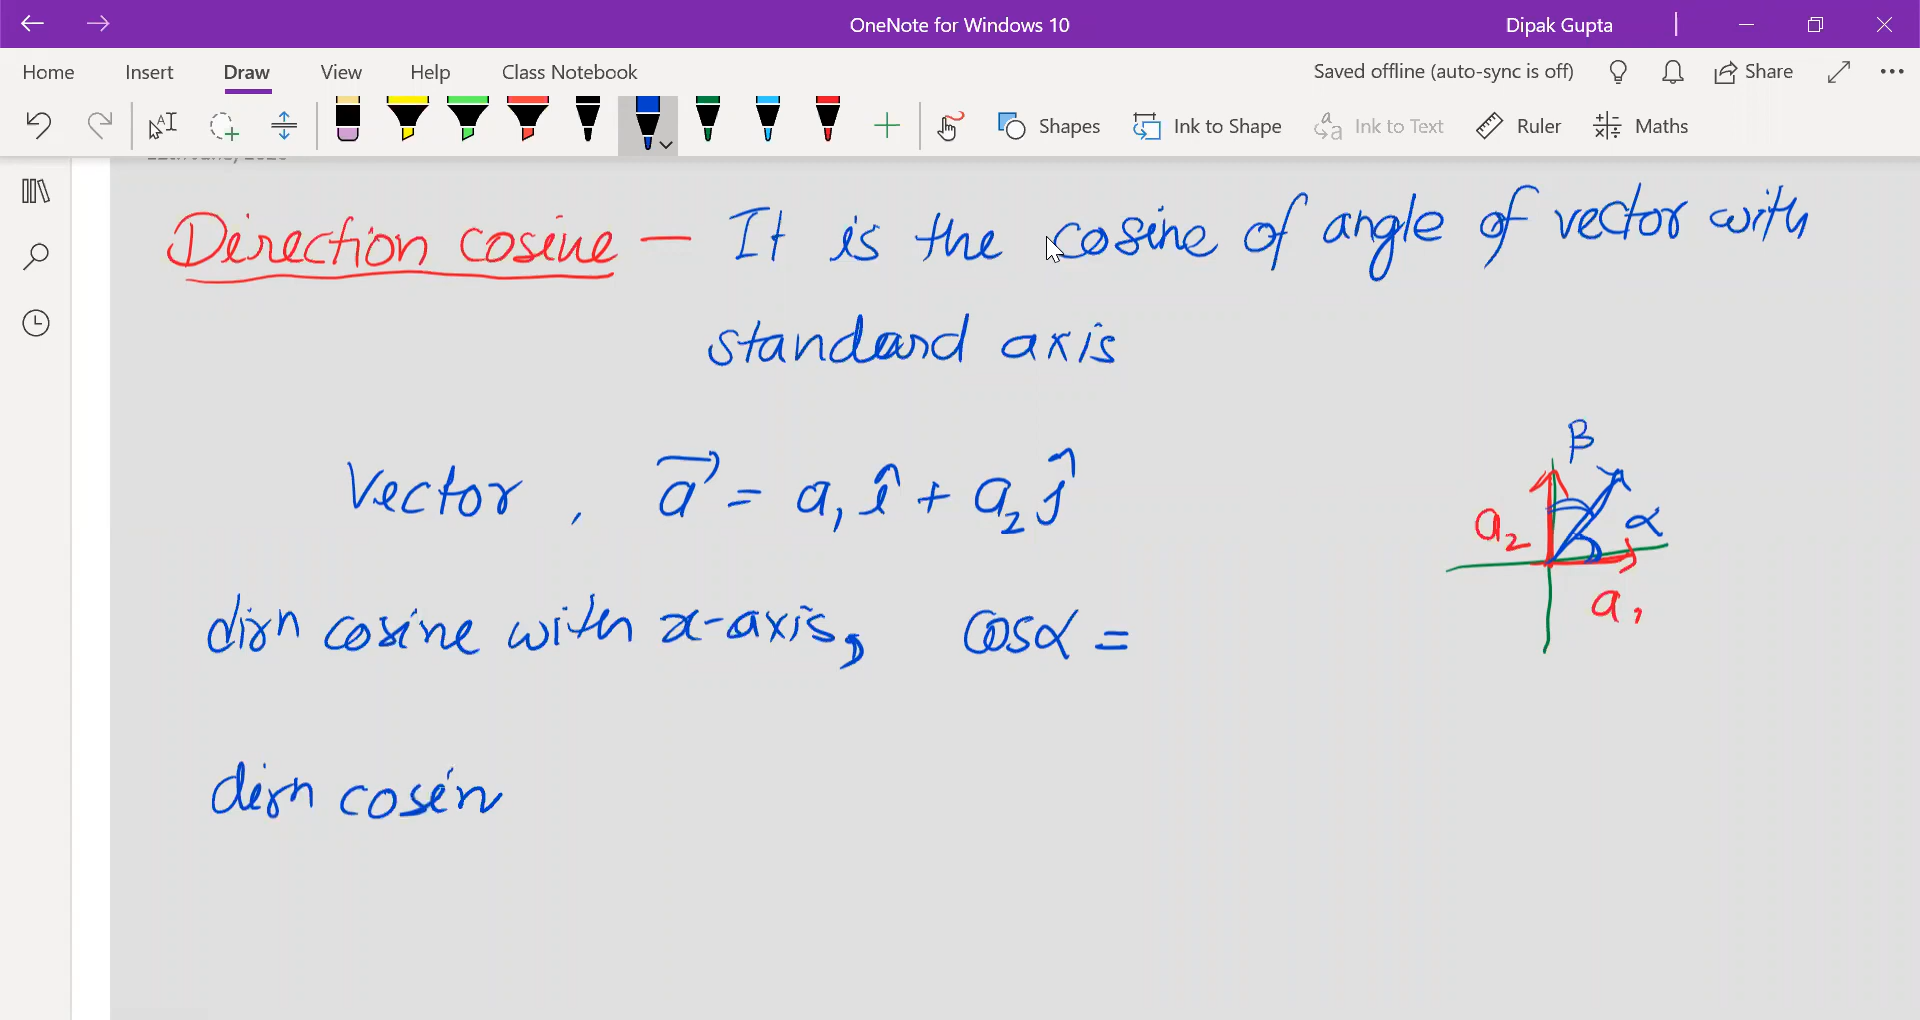 OneNote for Windows 10
Dipak Gupta
Home Insert Draw View Help Class Notebook
Saved offline (auto-sync is off) Share
Shapes Ink to Shape Ink to Text Ruler Maths
Direction cosine — It is the cosine of angle of vector with
standard axis
Vector, a⃗ = a₁ î + a₂ ĵ
β
a₂ α
a₁
dirn cosine with x-axis, cosα =
dirn cosin